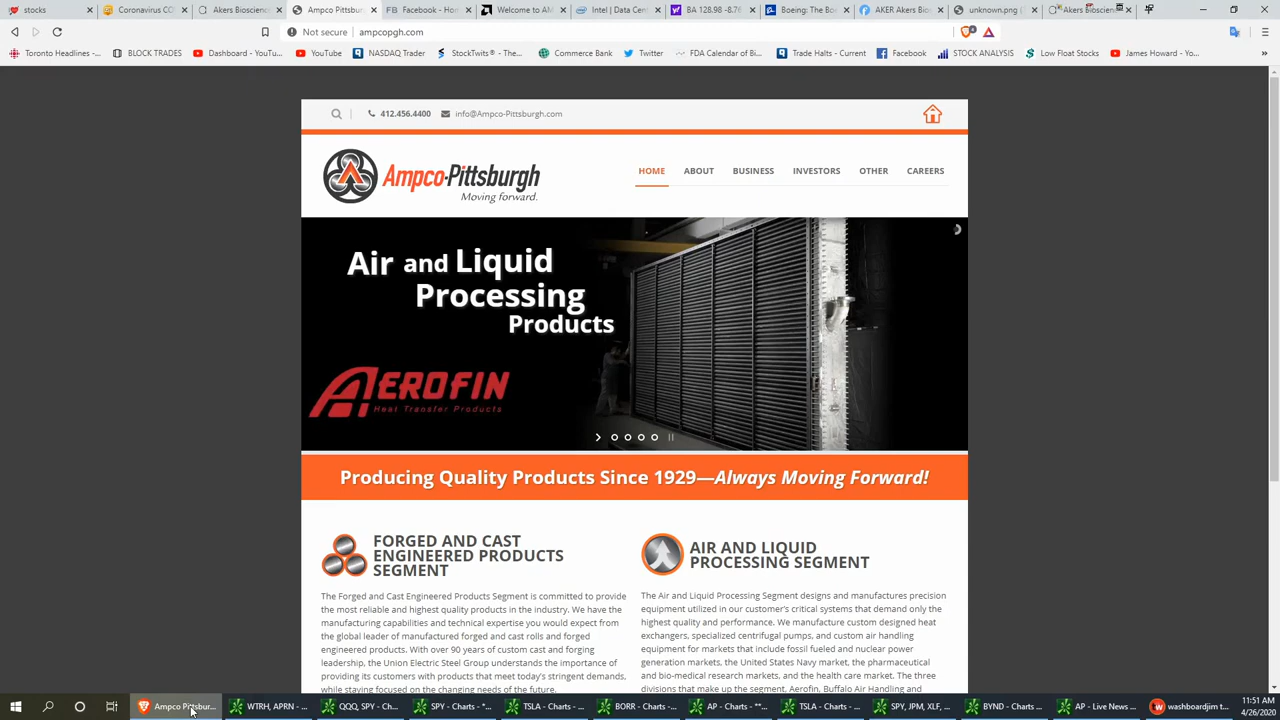 stocks
Coronavirus CO
Akers Bioscienc
Ampco Pittsburg
Facebook - Hom
Welcome to AM
Intel | Data Cen
BA 128.98 -8.76
Boeing: The Bo
AKER Akers Bio
unknown.png (
Akers Bioscien
Not secure
ampcopgh.com
4
Toronto Headlines -...
BLOCK TRADES
Dashboard - YouTu...
YouTube
NASDAQ Trader
StockTwits® - The...
Commerce Bank
Twitter
FDA Calendar of Bi...
Trade Halts - Current
Facebook
STOCK ANALYSIS
Low Float Stocks
James Howard - Yo...
412.456.4400
info@Ampco-Pittsburgh.com
Ampco-Pittsburgh
Moving forward.
HOME
ABOUT
BUSINESS
INVESTORS
OTHER
CAREERS
Air and Liquid
Processing
Products
AEROFIN
Heat Transfer Products
Producing Quality Products Since 1929—Always Moving Forward!
FORGED AND CAST
ENGINEERED PRODUCTS
SEGMENT
The Forged and Cast Engineered Products Segment is committed to provide
the most reliable and highest quality products in the industry. We have the
manufacturing capabilities and technical expertise you would expect from
the global leader of manufactured forged and cast rolls and forged
engineered products. With over 90 years of custom cast and forging
leadership, the Union Electric Steel Group understands the importance of
providing its customers with products that meet today's stringent demands,
while staying focused on the changing needs of the future.
AIR AND LIQUID
PROCESSING SEGMENT
The Air and Liquid Processing Segment designs and manufactures precision
equipment utilized in our customer's critical systems that demand only the
highest quality and performance. We manufacture custom designed heat
exchangers, specialized centrifugal pumps, and custom air handling
equipment for markets that include fossil fueled and nuclear power
generation markets, the United States Navy market, the pharmaceutical
and bio-medical research markets, and the health care market. The three
divisions that make up the segment, Aerofin, Buffalo Air Handling and
Ampco Pittsbur...
WTRH, APRN - ...
QQQ, SPY - Ch...
SPY - Charts - *...
TSLA - Charts - ...
BORR - Charts - ...
AP - Charts - **...
TSLA - Charts - ...
SPY, JPM, XLF, ...
BYND - Charts - ...
AP - Live News ...
washboardjim t...
11:51 AM
4/26/2020